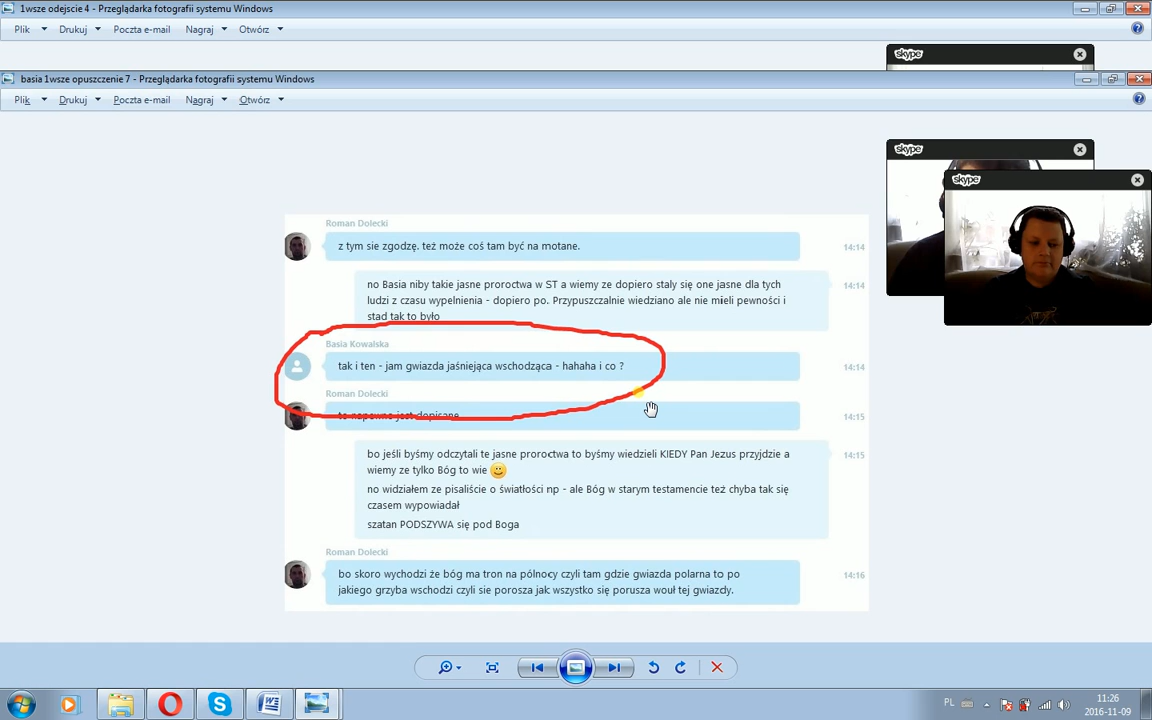 1wsze odejscie 4 - Przeglądarka fotografii systemu Windows
Plik
Drukuj
Poczta e-mail
Nagraj
Otwórz
skype
basia 1wsze opuszczenie 7 - Przeglądarka fotografii systemu Windows
Plik
Drukuj
Poczta e-mail
Nagraj
Otwórz
skype
skype
Roman Dolecki
z tym sie zgodzę. też może coś tam być na motane.
14:14
no Basia niby takie jasne proroctwa w ST a wiemy ze dopiero staly się one jasne dla tych
14:14
ludzi z czasu wypelnienia - dopiero po. Przypuszczalnie wiedziano ale nie mieli pewności i
stad tak to było
Basia Kowalska
tak i ten - jam gwiazda jaśniejąca wschodząca - hahaha i co ?
14:14
Roman Dolecki
to napewno jest dopisane
14:15
bo jeśli byśmy odczytali te jasne proroctwa to byśmy wiedzieli KIEDY Pan Jezus przyjdzie a
14:15
wiemy ze tylko Bóg to wie
no widziałem ze pisaliście o światłości np - ale Bóg w starym testamencie też chyba tak się
czasem wypowiadał
szatan PODSZYWA się pod Boga
Roman Dolecki
bo skoro wychodzi że bóg ma tron na pólnocy czyli tam gdzie gwiazda polarna to po
14:16
jakiego grzyba wschodzi czyli sie porosza jak wszystko się porusza wouł tej gwiazdy.
PL
11:26
2016-11-09